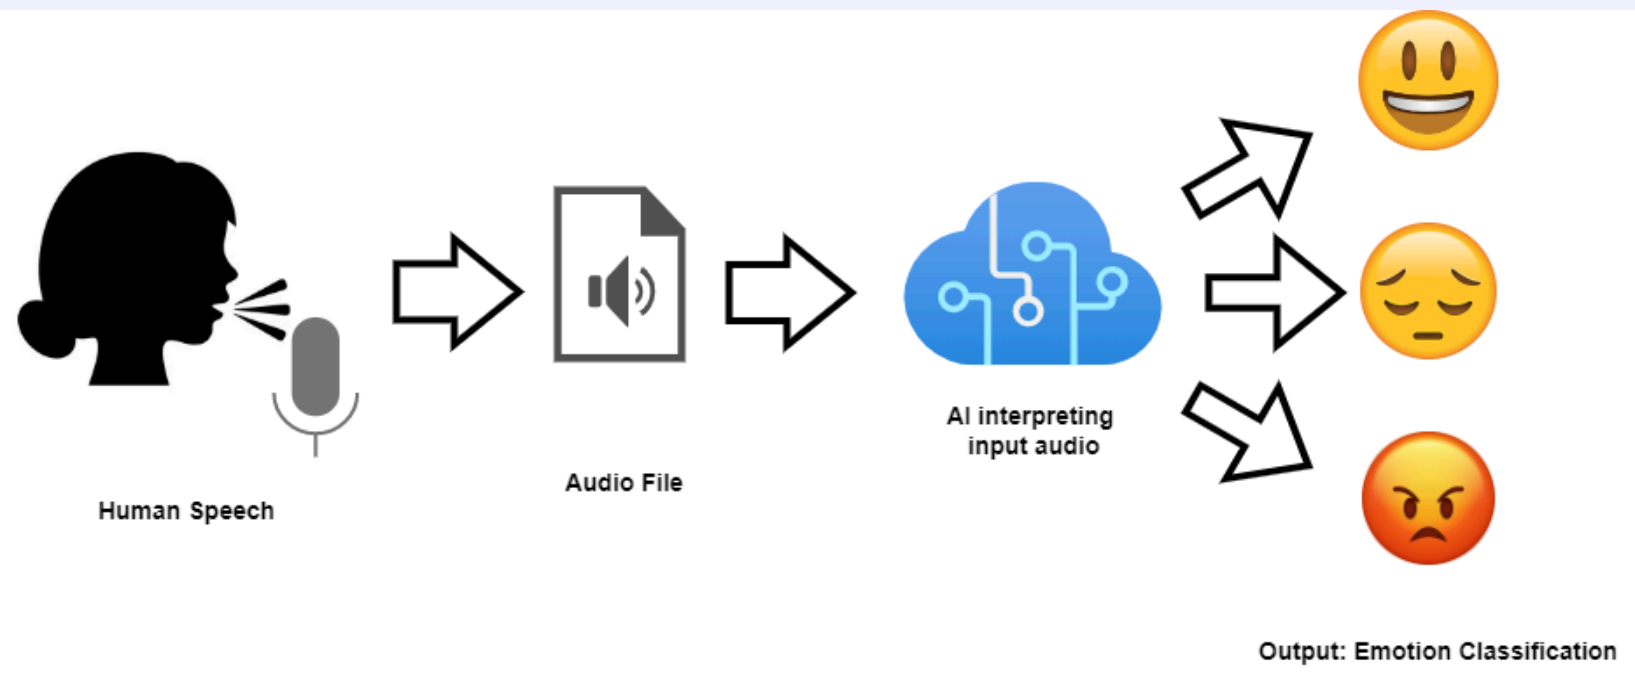 Human Speech
Audio File
AI interpreting
input audio
Output: Emotion Classification